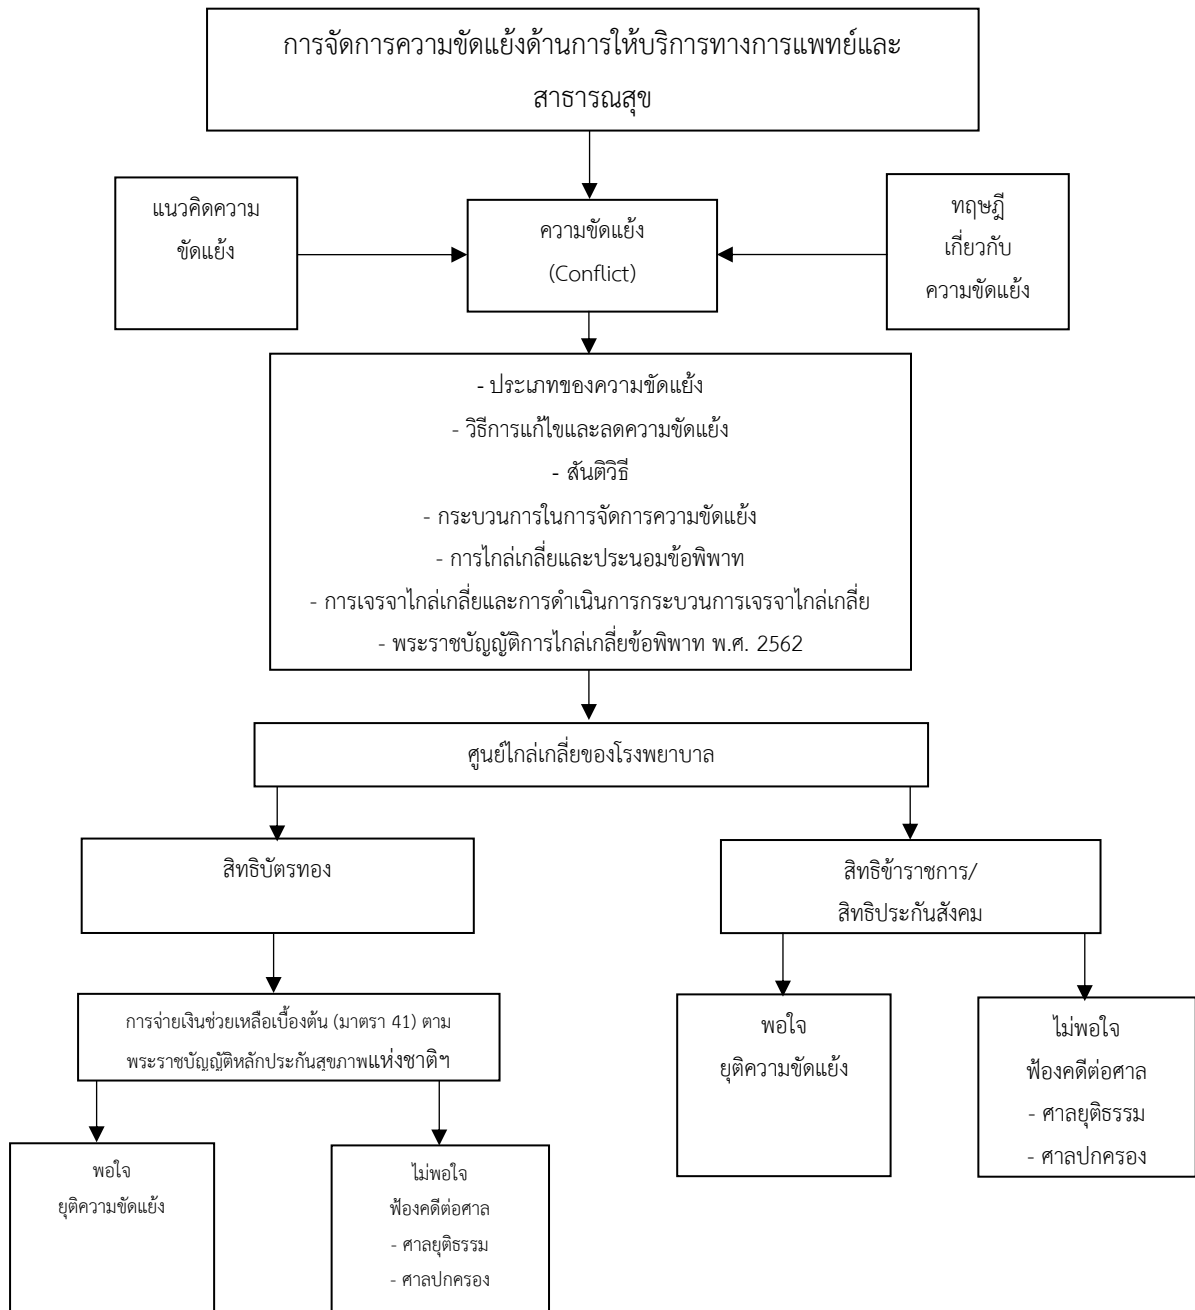 การจัดการความขัดแย้งด้านการให้บริการทางการแพทย์และ
สาธารณสุข
แนวคิดความ
ขัดแย้ง
ความขัดแย้ง
(Conflict)
ทฤษฎี
เกี่ยวกับ
ความขัดแย้ง
- ประเภทของความขัดแย้ง
- วิธีการแก้ไขและลดความขัดแย้ง
- สันติวิธี
- กระบวนการในการจัดการความขัดแย้ง
- การไกล่เกลี่ยและประนอมข้อพิพาท
- การเจรจาไกล่เกลี่ยและการดำเนินการกระบวนการเจรจาไกล่เกลี่ย
- พระราชบัญญัติการไกล่เกลี่ยข้อพิพาท พ.ศ. 2562
ศูนย์ไกล่เกลี่ยของโรงพยาบาล
สิทธิบัตรทอง
สิทธิข้าราชการ/
สิทธิประกันสังคม
การจ่ายเงินช่วยเหลือเบื้องต้น (มาตรา 41) ตาม
พระราชบัญญัติหลักประกันสุขภาพแห่งชาติฯ
พอใจ
ยุติความขัดแย้ง
ไม่พอใจ
ฟ้องคดีต่อศาล
- ศาลยุติธรรม
- ศาลปกครอง
พอใจ
ยุติความขัดแย้ง
ไม่พอใจ
ฟ้องคดีต่อศาล
- ศาลยุติธรรม
- ศาลปกครอง